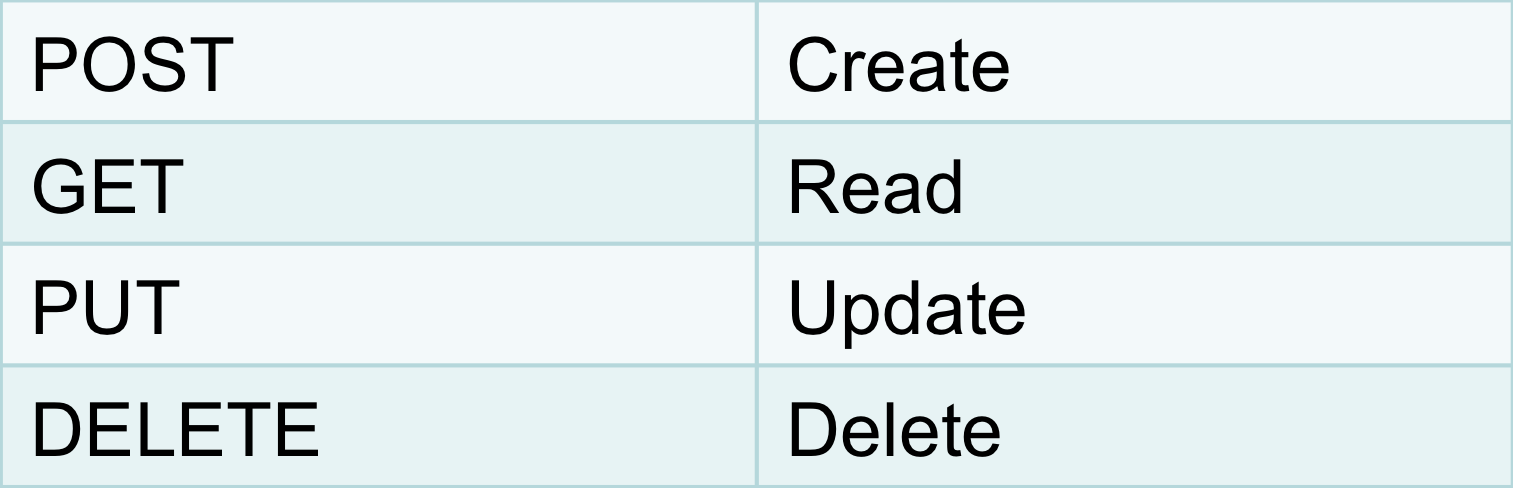 POST Create
GET Read
PUT Update
DELETE Delete